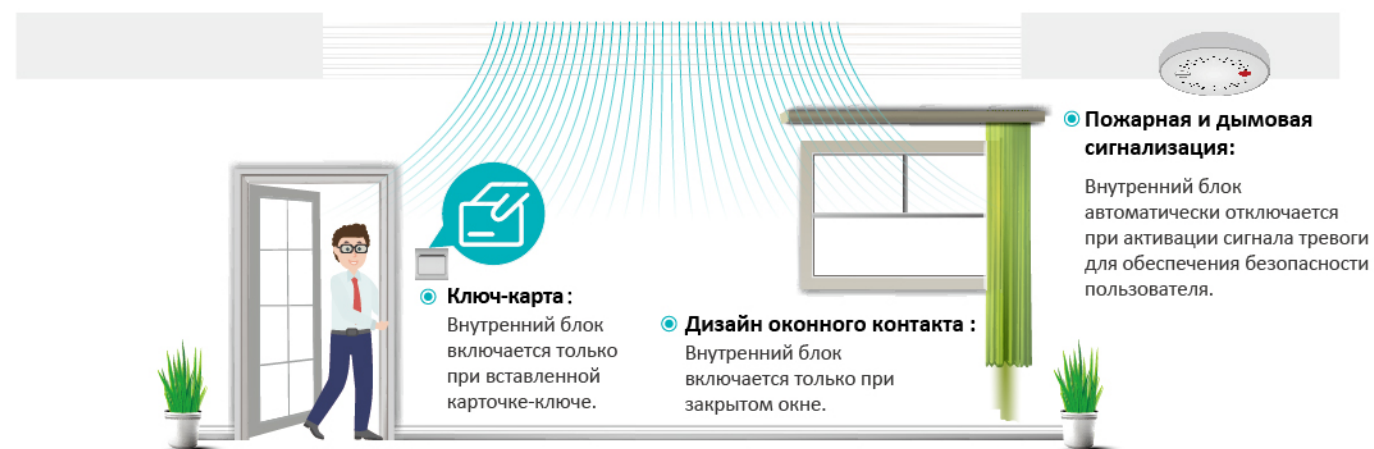 Пожарная и дымовая
сигнализация:
Внутренний блок
автоматически отключается
при активации сигнала тревоги
для обеспечения безопасности
пользователя.
Ключ-карта:
Внутренний блок
включается только
при вставленной
карточке-ключе.
Дизайн оконного контакта :
Внутренний блок
включается только при
закрытом окне.